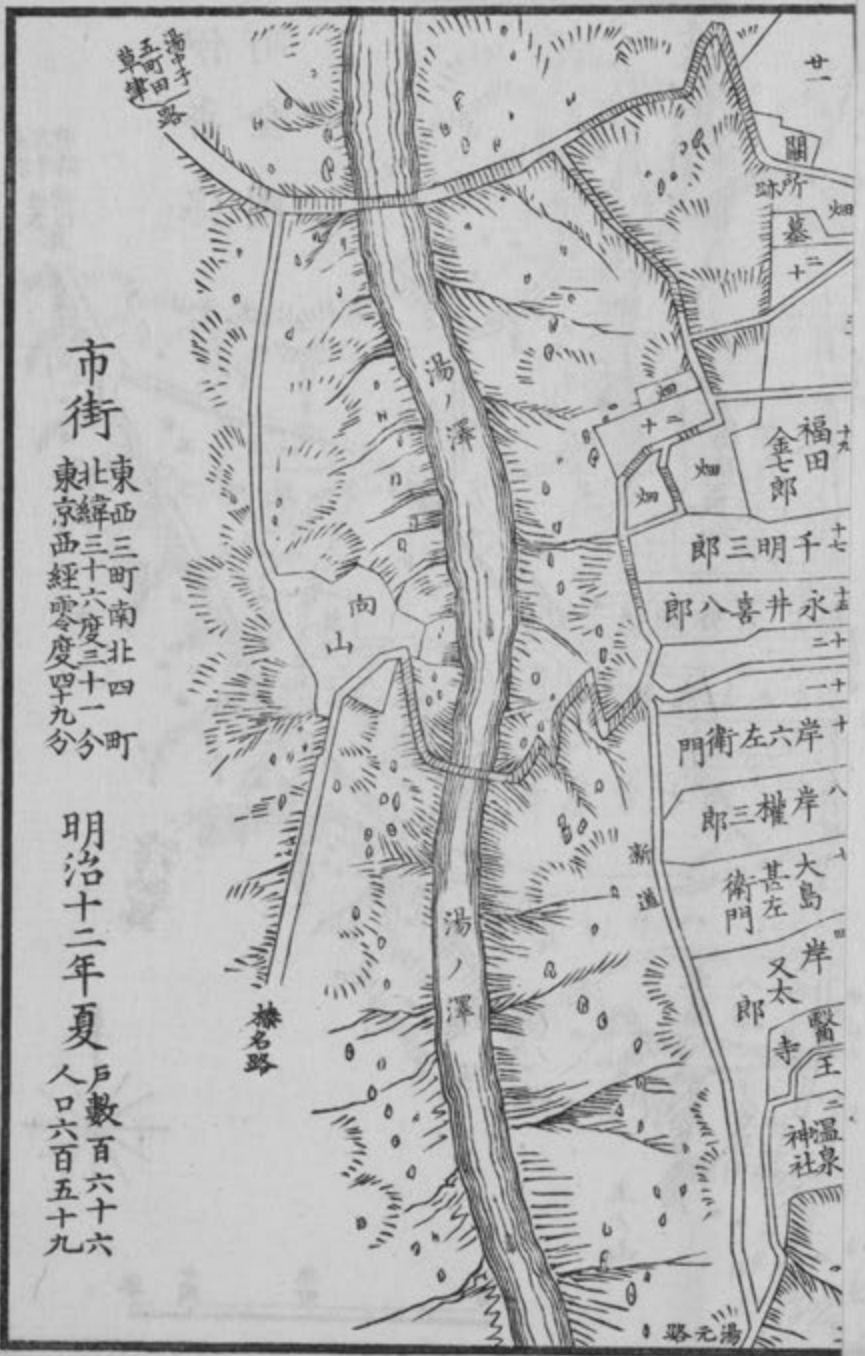 廿一
關
所跡
畑
墓
二十
畑
二十
畑
畑
十九
福田
金七郎
十七
千明三郎
十五
永井喜八郎
十二
十一
十
岸六左衛門
八
岸權三郎
七
大島
甚左
衛門
四
岸
又太
郎
醫王
寺
二
温泉
神社
湯元路
新道
湯ノ澤
湯ノ澤
向山
湯中子
五町田
草津
路
榛名路
市街
東西三町南北四町
北緯三十六度三十一分
東京西經零度四十九分
明治十二年夏
戸數百六十六
人口六百五十九